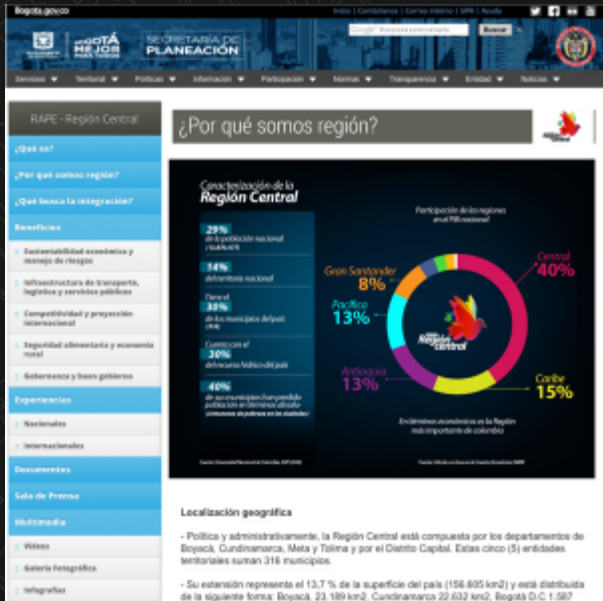 Bogota.gov.co
Inicio | Contáctenos | Correo Interno | SIPA | Ayuda
BOGOTÁ
MEJOR
PARA TODOS
SECRETARÍA DE
PLANEACIÓN
Buscar
Servicios
Territorial
Políticas
Información
Participación
Normas
Transparencia
Entidad
Noticias
RAPE - Región Central
¿Qué es?
¿Por qué somos región?
¿Qué busca la integración?
Beneficios
Sustentabilidad económica y
manejo de riesgos
Infraestructura de transporte,
logística y servicios públicos
Competitividad y proyección
internacional
Seguridad alimentaria y economía
rural
Gobernanza y buen gobierno
Experiencias
Nacionales
Internacionales
Documentos
Sala de Prensa
Multimedia
Videos
Galería Fotográfica
Infografías
¿Por qué somos región?
Caracterización de la
Región Central
29%
de la población nacional
14%
del territorio nacional
Tiene el
30%
de los municipios del país
Cuenta con el
30%
del recurso hídrico del país
40%
de sus municipios han perdido
población en términos absolutos
Participación de las regiones
en el PIB nacional
Central
40%
Gran Santander
8%
Pacífica
13%
Antioquia
13%
Caribe
15%
Región
central
En términos económicos es la Región
más importante de colombia
Localización geográfica
- Política y administrativamente, la Región Central está compuesta por los departamentos de
Boyacá, Cundinamarca, Meta y Tolima y por el Distrito Capital. Estas cinco (5) entidades
territoriales suman 316 municipios.
- Su extensión representa el 13,7 % de la superficie del país (156.605 km2) y está distribuida
de la siguiente forma: Boyacá, 23.189 km2, Cundinamarca 22.632 km2, Bogotá D.C 1.587